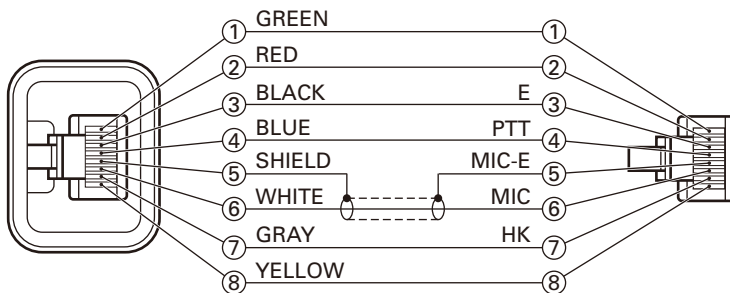 ① GREEN ①
② RED ②
③ BLACK E ③
④ BLUE PTT ④
⑤ SHIELD MIC-E ⑤
⑥ WHITE MIC ⑥
⑦ GRAY HK ⑦
⑧ YELLOW ⑧